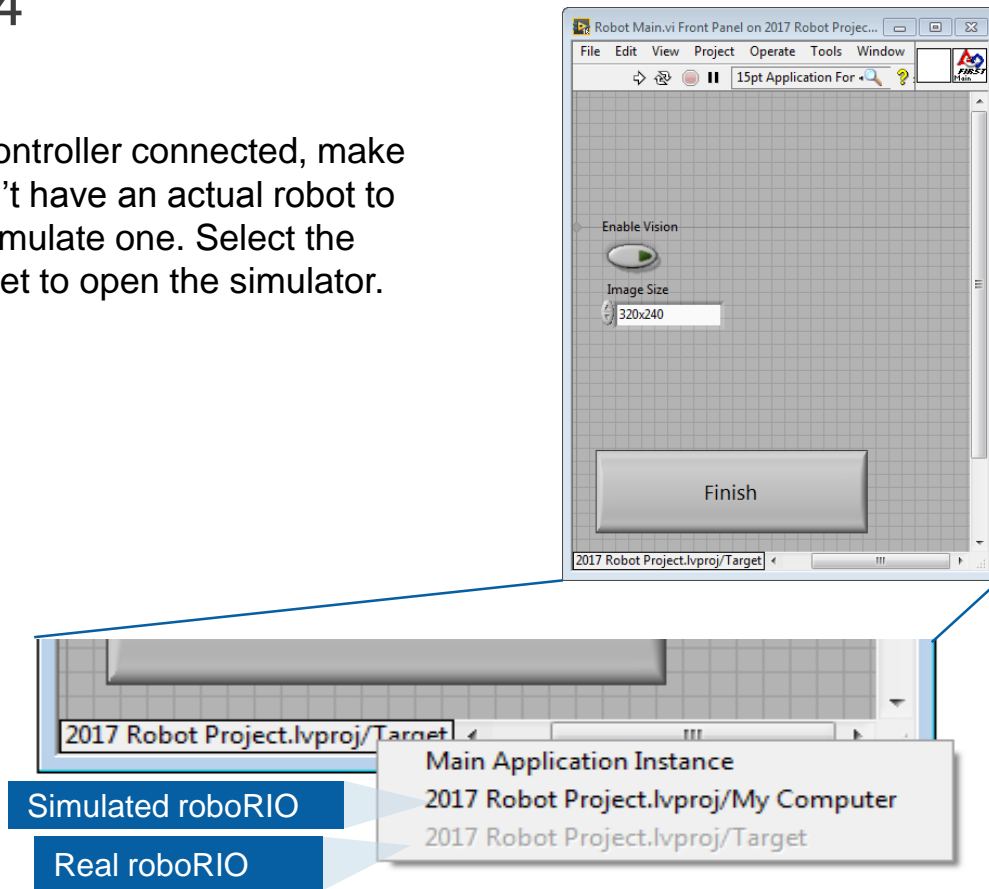 4
ontroller connected, make
't have an actual robot to
mulate one. Select the
et to open the simulator.
Robot Main.vi Front Panel on 2017 Robot Projec...
File Edit View Project Operate Tools Window
15pt Application For
FIRST
Main
Enable Vision
Image Size
320x240
Finish
2017 Robot Project.lvproj/Target
2017 Robot Project.lvproj/Target
Main Application Instance
Simulated roboRIO
2017 Robot Project.lvproj/My Computer
2017 Robot Project.lvproj/Target
Real roboRIO